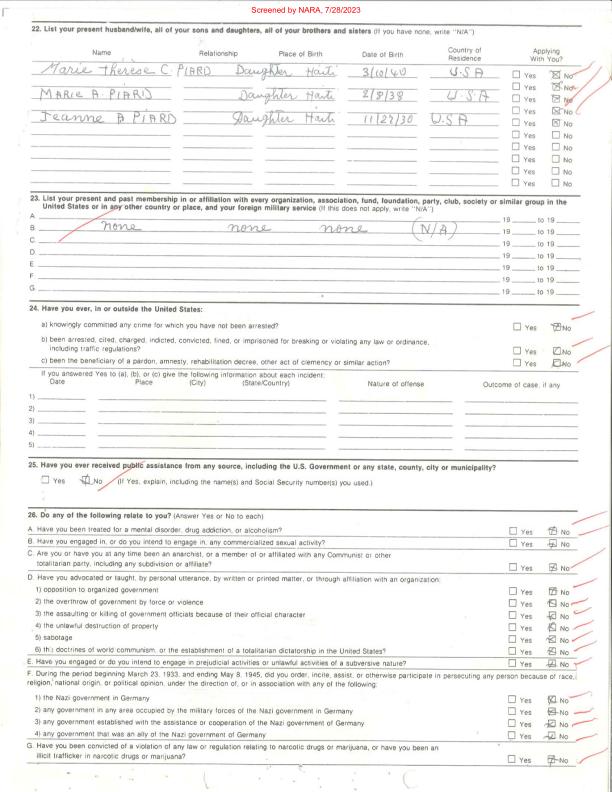 Screened by NARA, 7/28/2023
22. List your present husband/wife, all of your sons and daughters, all of your brothers and sisters (If you have none, write "N/A")
Name Relationship Place of Birth Date of Birth Country of Residence Applying With You?
Marie Therese C. PIARD Daughter Haiti 3/10/40 U.S.A Yes No
MARIE A. PIARD Daughter Haiti 2/8/38 U.S.A Yes No
Yes No
Jeanne B PIARD Daughter Haiti 11/27/30 U.S.A Yes No
Yes No
Yes No
Yes No
Yes No
Yes No
Yes No
23. List your present and past membership in or affiliation with every organization, association, fund, foundation, party, club, society or similar group in the
United States or in any other country or place, and your foreign military service (If this does not apply, write "N/A")
A. 19 to 19
B. none none none (N/A) 19 to 19
C. 19 to 19
D. 19 to 19
E. 19 to 19
F. 19 to 19
G. 19 to 19
24. Have you ever, in or outside the United States:
a) knowingly committed any crime for which you have not been arrested? Yes No
b) been arrested, cited, charged, indicted, convicted, fined, or imprisoned for breaking or violating any law or ordinance,
including traffic regulations? Yes No
c) been the beneficiary of a pardon, amnesty, rehabilitation decree, other act of clemency or similar action? Yes No
If you answered Yes to (a), (b), or (c) give the following information about each incident:
Date Place (City) (State/Country) Nature of offense Outcome of case, if any
1)
2)
3)
4)
5)
25. Have you ever received public assistance from any source, including the U.S. Government or any state, county, city or municipality?
Yes No (If Yes, explain, including the name(s) and Social Security number(s) you used.)
26. Do any of the following relate to you? (Answer Yes or No to each)
A. Have you been treated for a mental disorder, drug addiction, or alcoholism? Yes No
B. Have you engaged in, or do you intend to engage in, any commercialized sexual activity? Yes No
C. Are you or have you at any time been an anarchist, or a member of or affiliated with any Communist or other
totalitarian party, including any subdivision or affiliate? Yes No
D. Have you advocated or taught, by personal utterance, by written or printed matter, or through affiliation with an organization:
1) opposition to organized government Yes No
2) the overthrow of government by force or violence Yes No
3) the assaulting or killing of government officials because of their official character Yes No
4) the unlawful destruction of property Yes No
5) sabotage Yes No
6) the doctrines of world communism, or the establishment of a totalitarian dictatorship in the United States? Yes No
E. Have you engaged or do you intend to engage in prejudicial activities or unlawful activities of a subversive nature? Yes No
F. During the period beginning March 23, 1933, and ending May 8, 1945, did you order, incite, assist, or otherwise participate in persecuting any person because of race,
religion, national origin, or political opinion, under the direction of, or in association with any of the following:
1) the Nazi government in Germany Yes No
2) any government in any area occupied by the military forces of the Nazi government in Germany Yes No
3) any government established with the assistance or cooperation of the Nazi government of Germany Yes No
4) any government that was an ally of the Nazi government of Germany Yes No
G. Have you been convicted of a violation of any law or regulation relating to narcotic drugs or marijuana, or have you been an
illicit trafficker in narcotic drugs or marijuana? Yes No